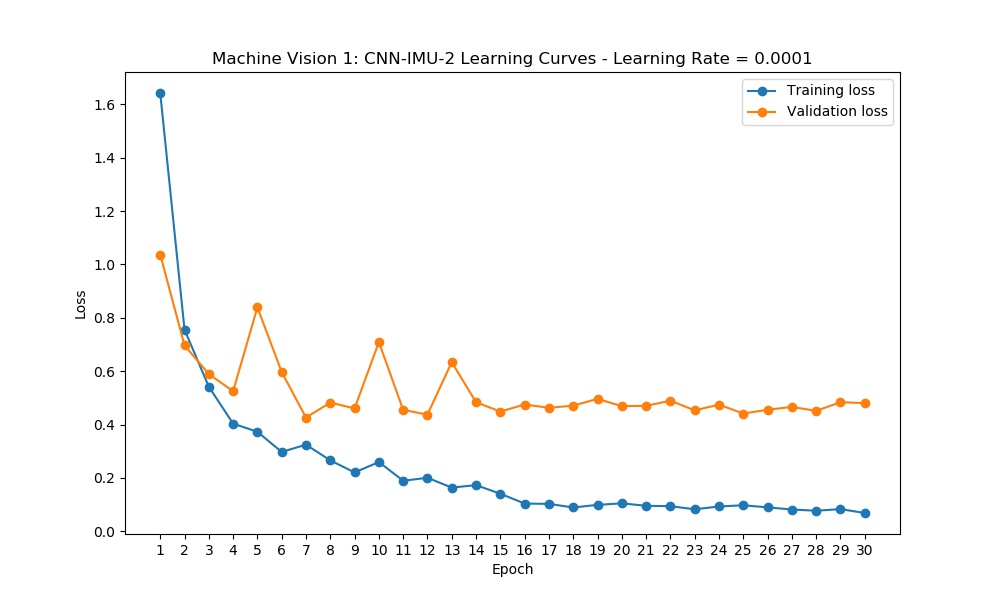 Machine Vision 1: CNN-IMU-2 Learning Curves - Learning Rate = 0.0001
Training loss
Validation loss
1.6
1.4
1.2
1.0
0.8
0.6
0.4
0.2
0.0
Loss
1 2 3 4 5 6 7 8 9 10 11 12 13 14 15 16 17 18 19 20 21 22 23 24 25 26 27 28 29 30
Epoch